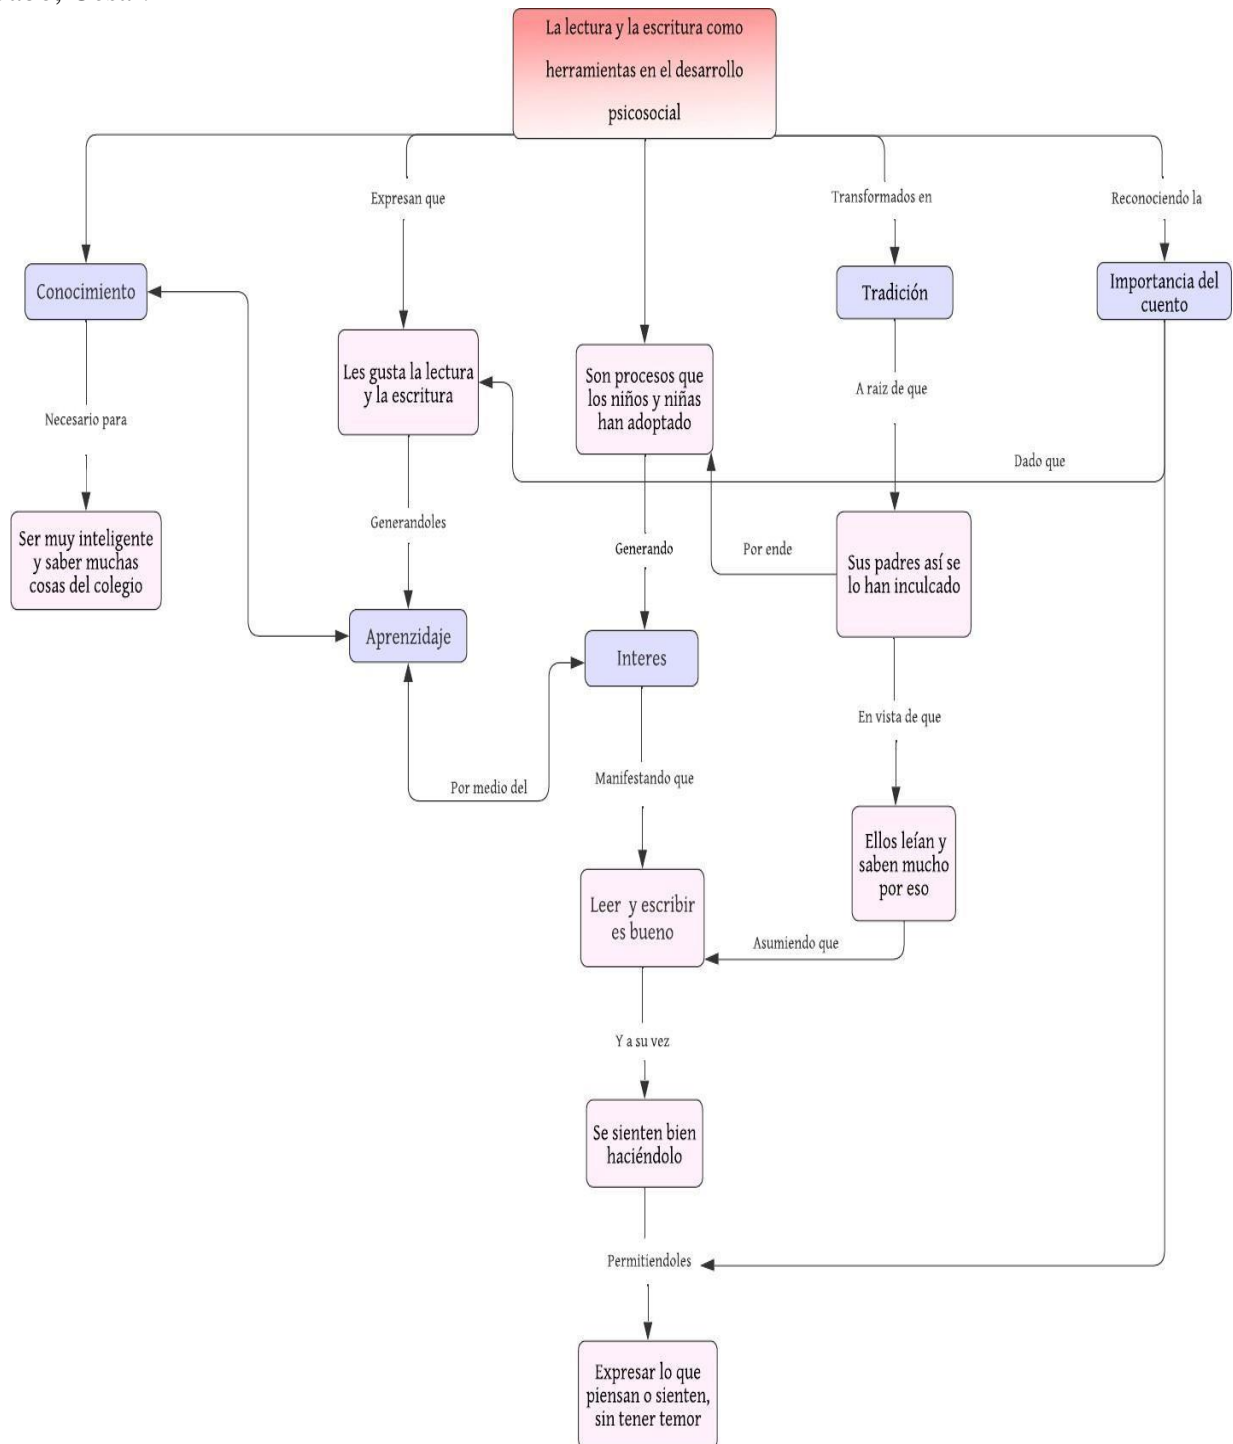 La lectura y la escritura como
herramientas en el desarrollo
psicosocial
Expresan que
Transformados en
Reconociendo la
Conocimiento
Tradición
Importancia del
cuento
Les gusta la lectura
y la escritura
Son procesos que
los niños y niñas
han adoptado
A raiz de que
Necesario para
Dado que
Ser muy inteligente
y saber muchas
cosas del colegio
Generandoles
Generando
Por ende
Sus padres así se
lo han inculcado
Aprenzidaje
Interes
En vista de que
Por medio del
Manifestando que
Ellos leían y
saben mucho
por eso
Leer y escribir
es bueno
Asumiendo que
Y a su vez
Se sienten bien
haciéndolo
Permitiendoles
Expresar lo que
piensan o sienten,
sin tener temor